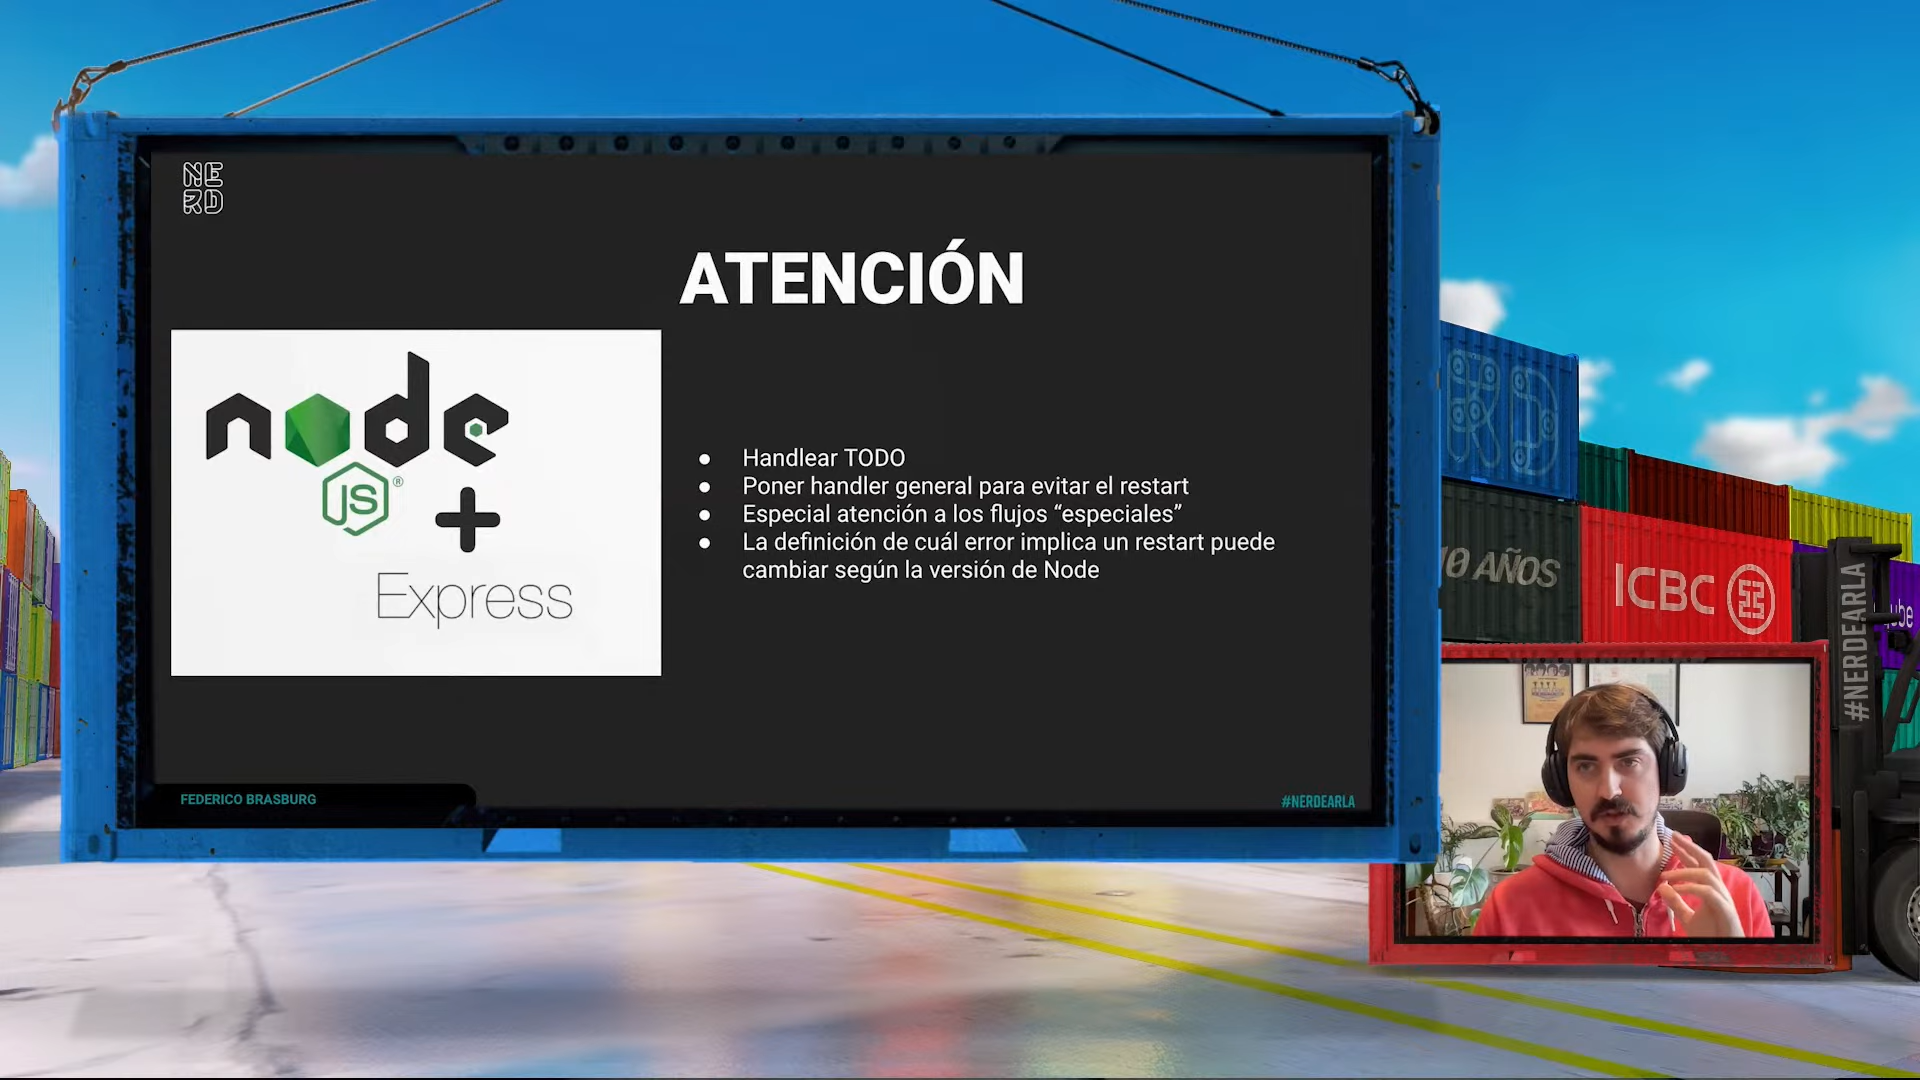 NE
RD
ATENCIÓN
node
JS®
+
Express
● Handlear TODO
● Poner handler general para evitar el restart
● Especial atención a los flujos “especiales”
● La definición de cuál error implica un restart puede
cambiar según la versión de Node
FEDERICO BRASBURG
#NERDEARLA
RD
10 AÑOS
ICBC
#NERDEARLA